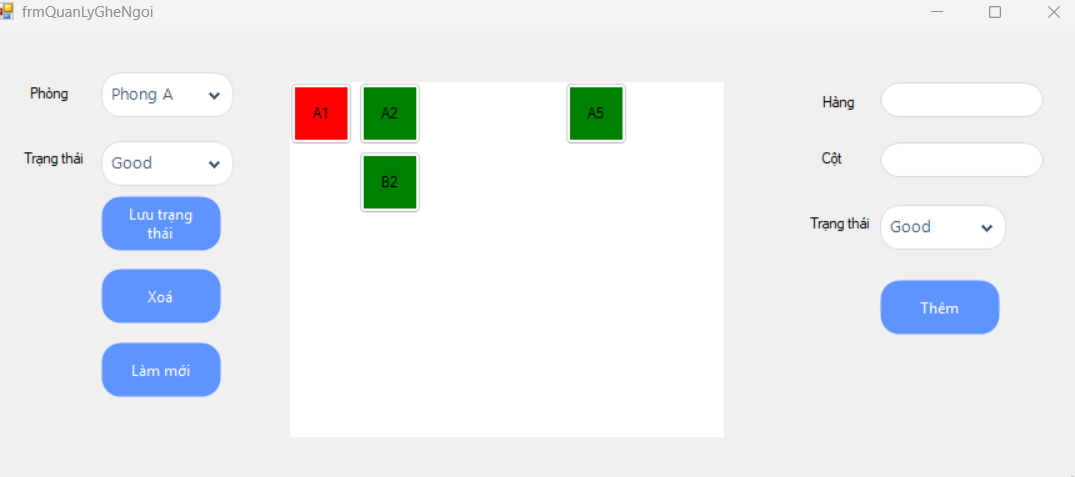 frmQuanLyGheNgoi
Phòng
Phong A
Trạng thái
Good
Lưu trạng
thái
Xoá
Làm mới
A1
A2
A5
B2
Hàng
Cột
Trạng thái
Good
Thêm